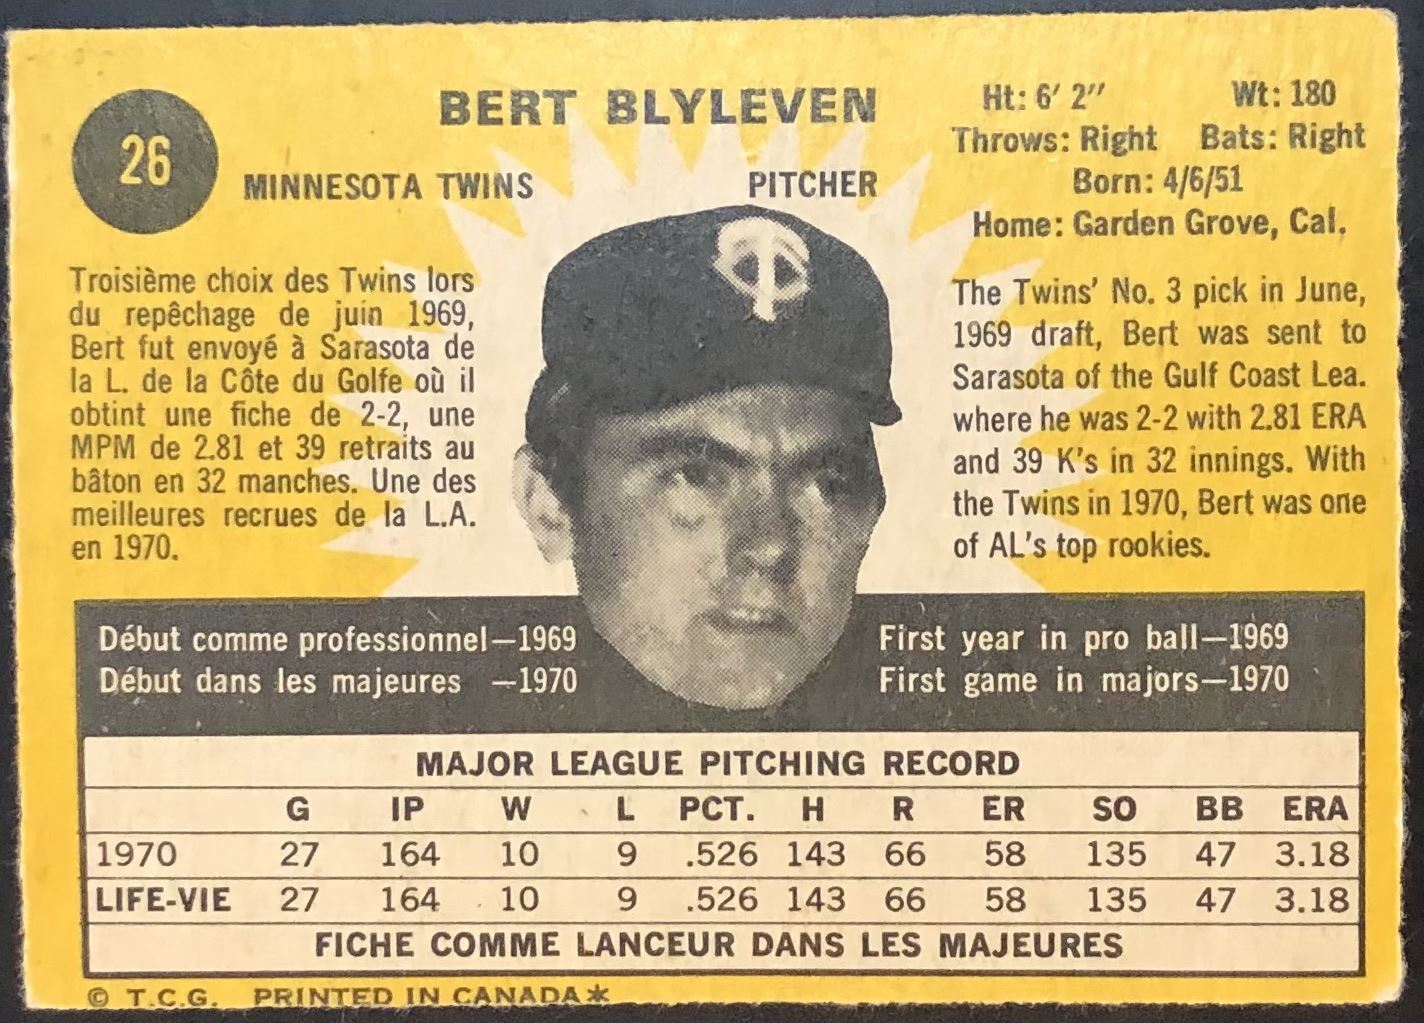 26
BERT BLYLEVEN
MINNESOTA TWINS PITCHER
Ht: 6' 2" Wt: 180
Throws: Right Bats: Right
Born: 4/6/51
Home: Garden Grove, Cal.
Troisième choix des Twins lors
du repêchage de juin 1969,
Bert fut envoyé à Sarasota de
la L. de la Côte du Golfe où il
obtint une fiche de 2-2, une
MPM de 2.81 et 39 retraits au
bâton en 32 manches. Une des
meilleures recrues de la L.A.
en 1970.
The Twins' No. 3 pick in June,
1969 draft, Bert was sent to
Sarasota of the Gulf Coast Lea.
where he was 2-2 with 2.81 ERA
and 39 K's in 32 innings. With
the Twins in 1970, Bert was one
of AL's top rookies.
Début comme professionnel—1969
Début dans les majeures —1970
First year in pro ball—1969
First game in majors—1970
MAJOR LEAGUE PITCHING RECORD
G IP W L PCT. H R ER SO BB ERA
1970 27 164 10 9 .526 143 66 58 135 47 3.18
LIFE-VIE 27 164 10 9 .526 143 66 58 135 47 3.18
FICHE COMME LANCEUR DANS LES MAJEURES
© T.C.G. PRINTED IN CANADA*